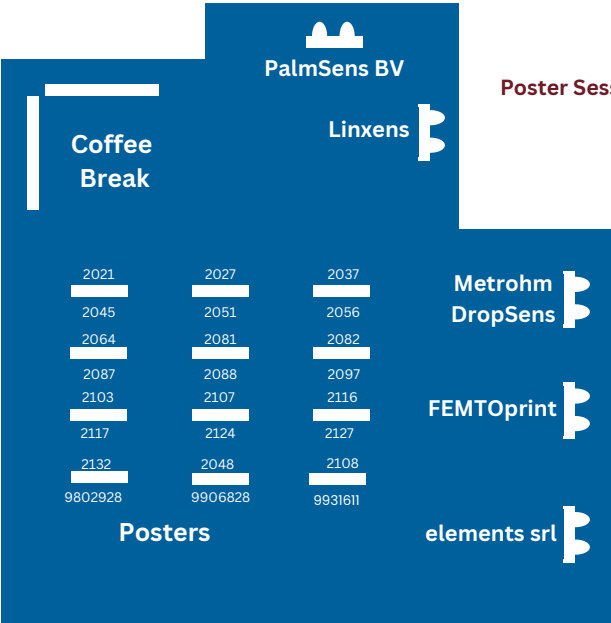 PalmSens BV
Poster Sess
Linxens
Coffee
Break
2021 2027 2037
2045 2051 2056
Metrohm
DropSens
2064 2081 2082
2087 2088 2097
2103 2107 2116
FEMTOprint
2117 2124 2127
2132 2048 2108
9802928 9906828 9931611
Posters
elements srl